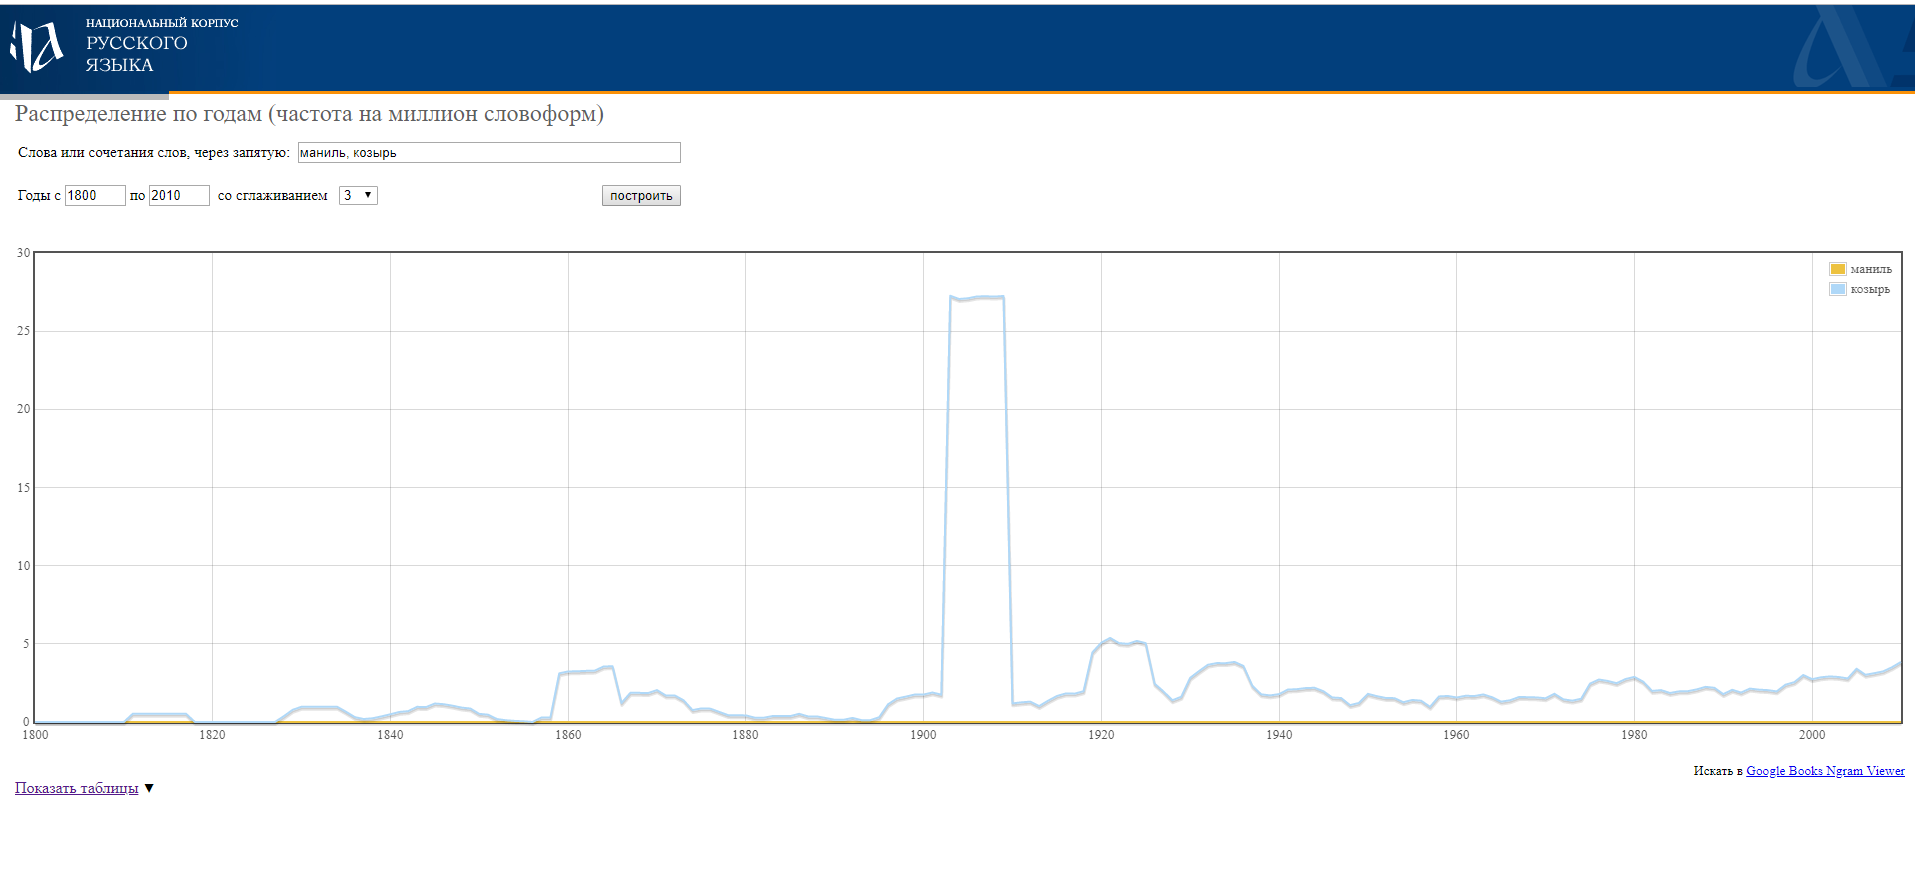 НАЦИОНАЛЬНЫЙ КОРПУС
РУССКОГО
ЯЗЫКА
Распределение по годам (частота на миллион словоформ)
Слова или сочетания слов, через запятую: маниль, козырь
Годы с 1800 по 2010 со сглаживанием 3 построить
30
25
20
15
10
5
0
маниль
козырь
1800 1820 1840 1860 1880 1900 1920 1940 1960 1980 2000
Искать в Google Books Ngram Viewer
Показать таблицы ▼